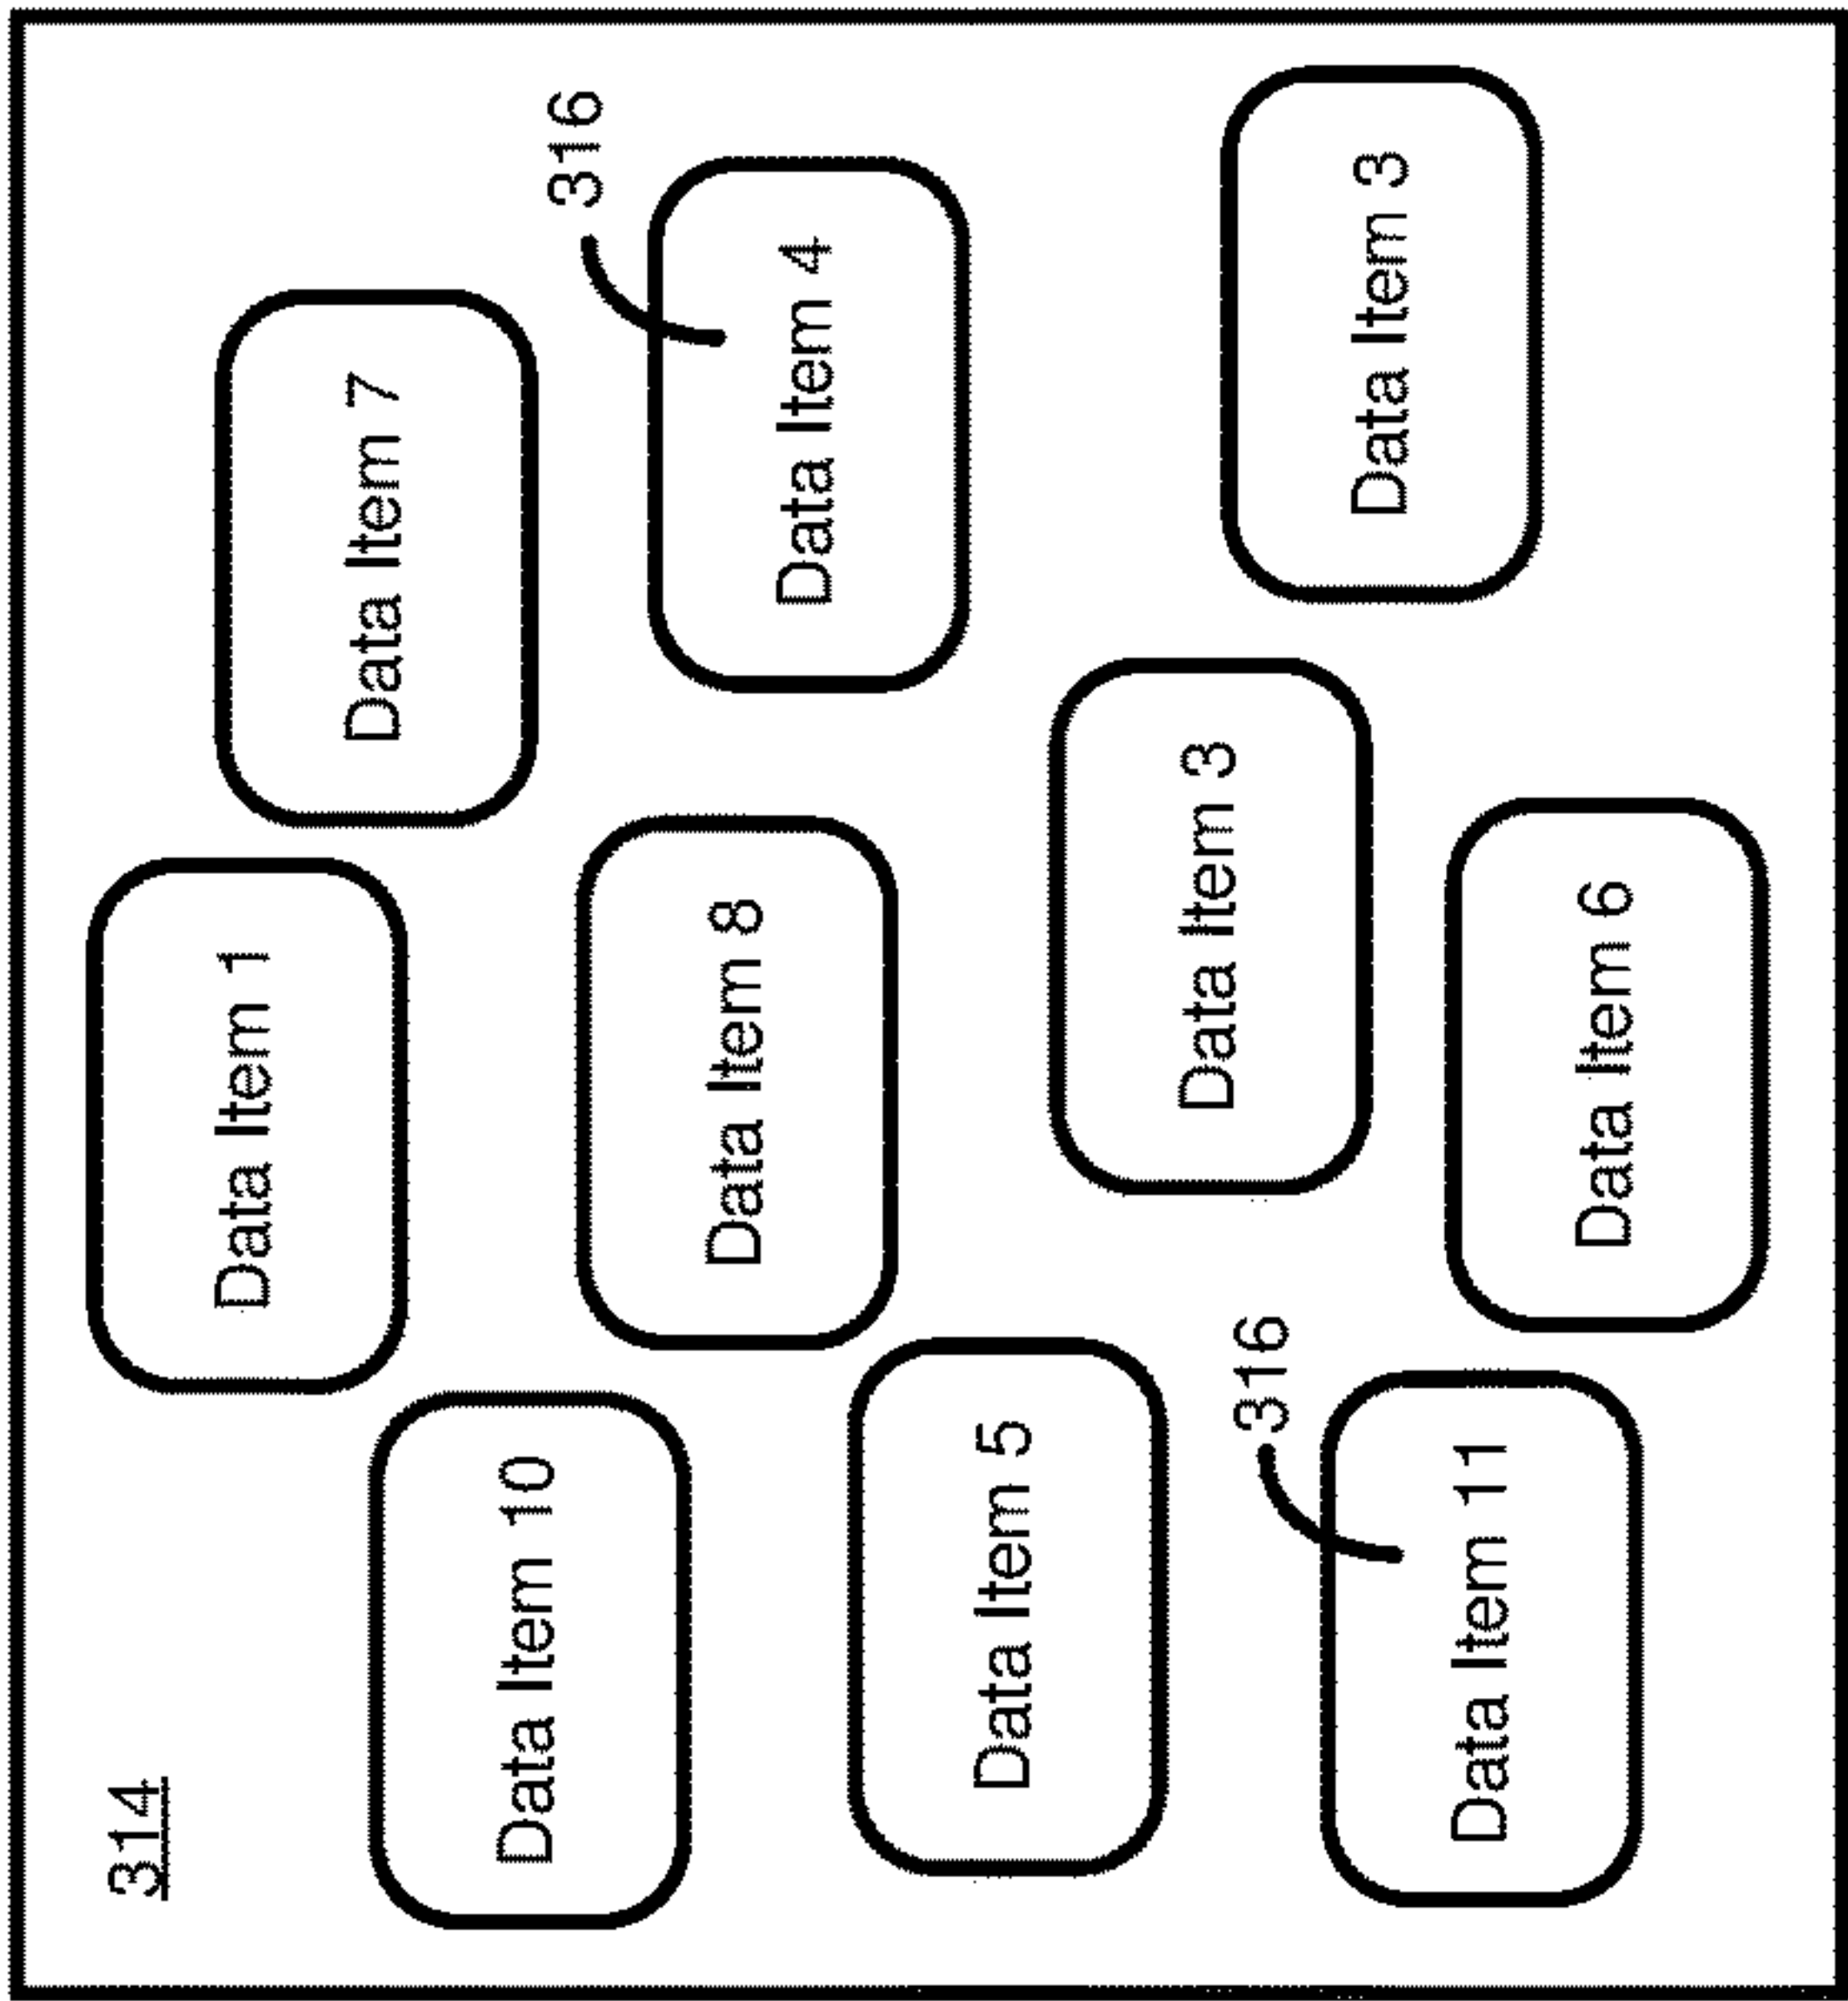 314
Data Item 1
Data Item 7
Data Item 10
316
Data Item 8
Data Item 4
Data Item 5
Data Item 3
316
Data Item 3
Data Item 11
Data Item 6